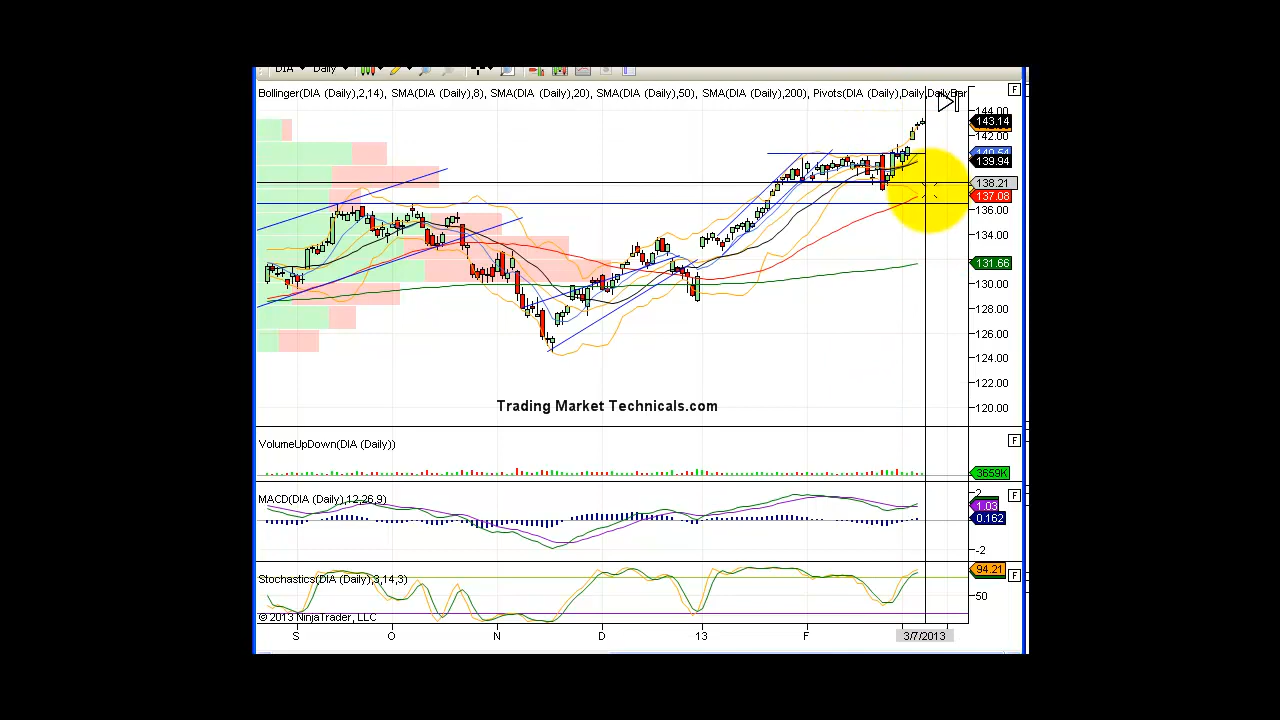 DIA Daily
Bollinger(DIA (Daily),2,14), SMA(DIA (Daily),8), SMA(DIA (Daily),20), SMA(DIA (Daily),50), SMA(DIA (Daily),200), Pivots(DIA (Daily),Daily,DailyBar
F
144.00
143.14
142.00
140.54
139.94
138.21
137.08
136.00
134.00
131.66
130.00
128.00
126.00
124.00
122.00
120.00
Trading Market Technicals.com
VolumeUpDown(DIA (Daily))
F
3659K
MACD(DIA (Daily),12,26,9)
F
2
1.03
0.162
-2
Stochastics(DIA (Daily),3,14,3)
F
94.21
50
© 2013 NinjaTrader, LLC
S O N D 13 F 3/7/2013